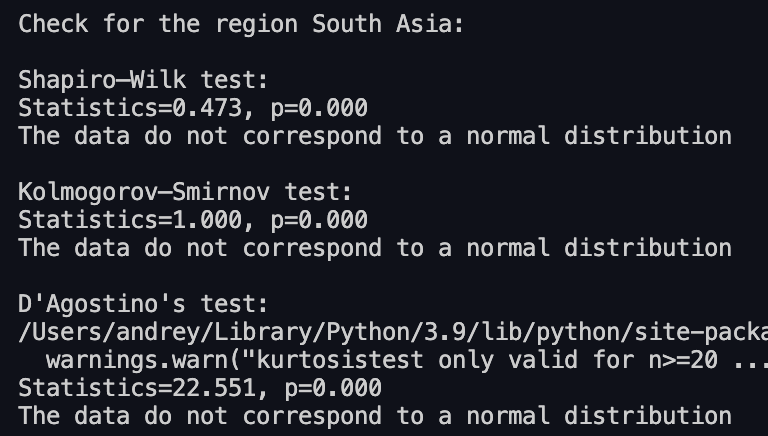 Check for the region South Asia:
Shapiro–Wilk test:
Statistics=0.473, p=0.000
The data do not correspond to a normal distribution
Kolmogorov–Smirnov test:
Statistics=1.000, p=0.000
The data do not correspond to a normal distribution
D'Agostino's test:
/Users/andrey/Library/Python/3.9/lib/python/site-packa
warnings.warn("kurtosistest only valid for n>=20 ...
Statistics=22.551, p=0.000
The data do not correspond to a normal distribution